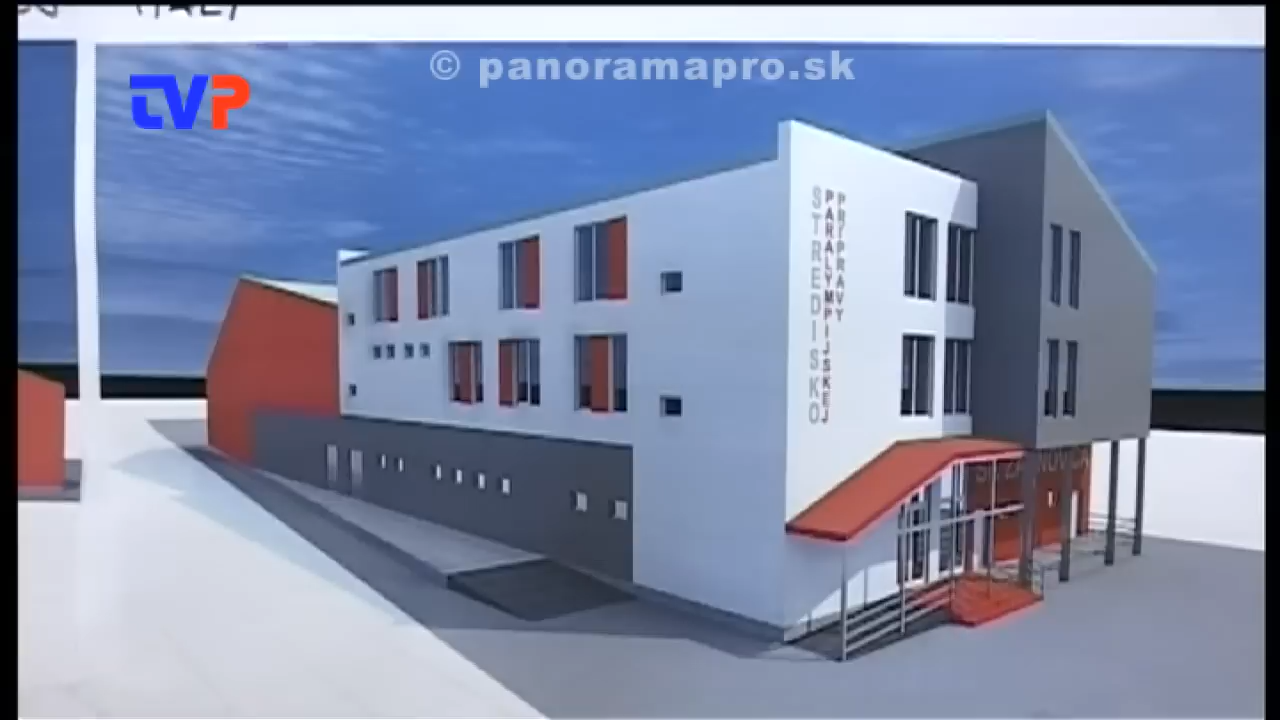 © panoramapro.sk
TVP
STREDISKO
PARALYMPIJSKEJ
PRÍPRAVY